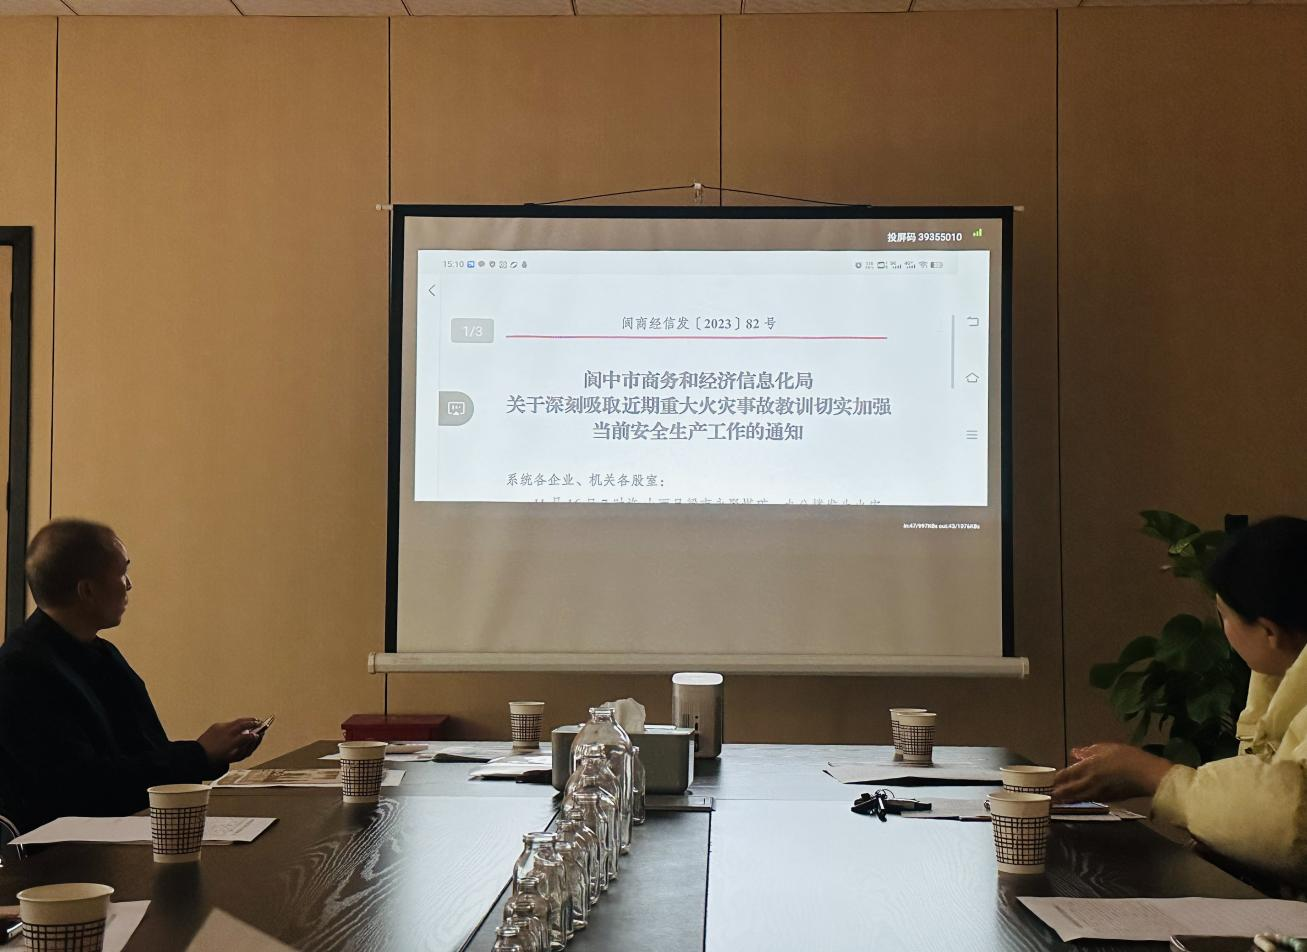 投屏码 39355010
15:10
1/3
阆商经信发〔2023〕82 号
阆中市商务和经济信息化局
关于深刻吸取近期重大火灾事故教训切实加强
当前安全生产工作的通知
系统各企业、机关各股室：